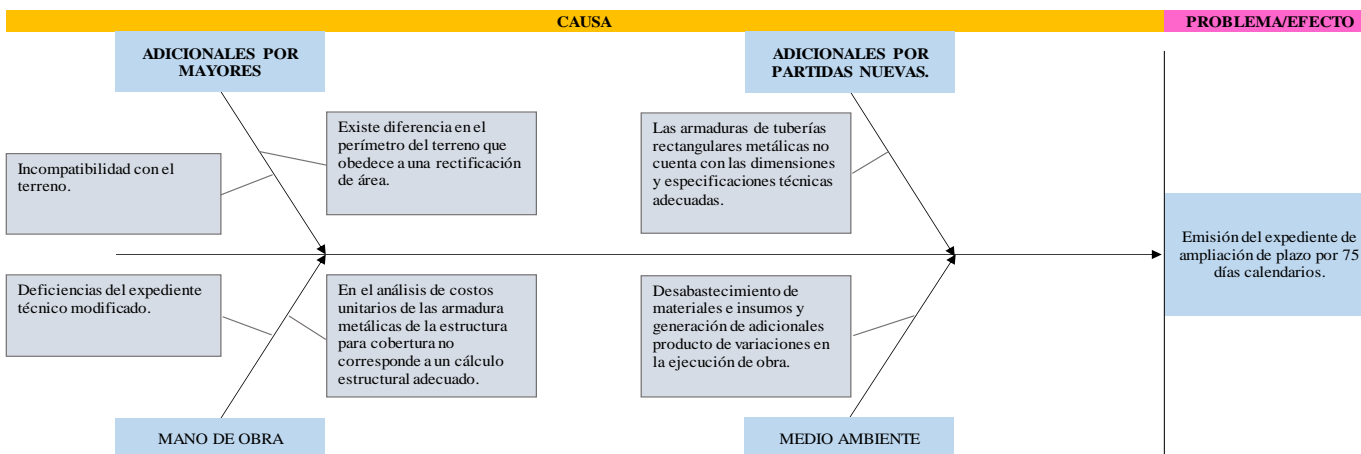 CAUSA
PROBLEMA/EFECTO
ADICIONALES POR
MAYORES
ADICIONALES POR
PARTIDAS NUEVAS.
Existe diferencia en el
perímetro del terreno que
obedece a una rectificación
de área.
Las armaduras de tuberías
rectangulares metálicas no
cuenta con las dimensiones
y especificaciones técnicas
adecuadas.
Incompatibilidad con el
terreno.
Emisión del expediente de
ampliación de plazo por 75
días calendarios.
Deficiencias del expediente
técnico modificado.
En el análisis de costos
unitarios de las armadura
metálicas de la estructura
para cobertura no
corresponde a un cálculo
estructural adecuado.
Desabastecimiento de
materiales e insumos y
generación de adicionales
producto de variaciones en
la ejecución de obra.
MANO DE OBRA
MEDIO AMBIENTE